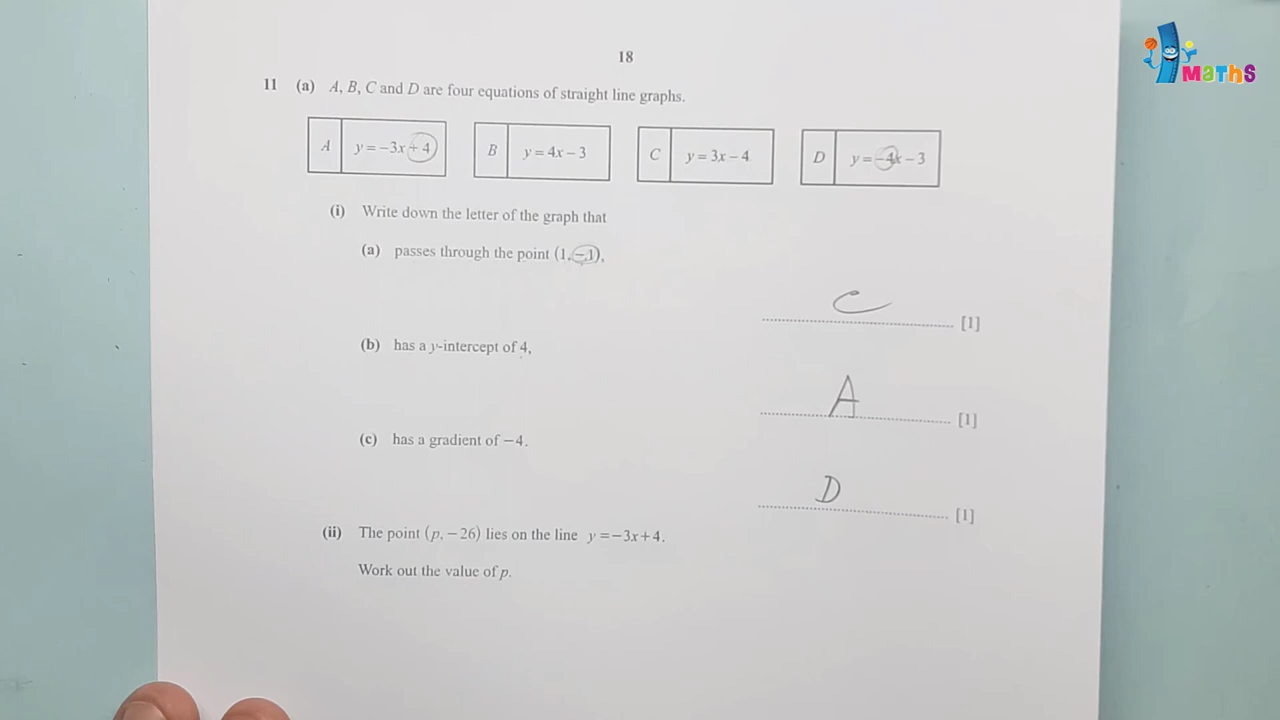 MATHS
18
11 (a) A, B, C and D are four equations of straight line graphs.
A y = −3x + 4 B y = 4x − 3 C y = 3x − 4 D y = −4x − 3
(i) Write down the letter of the graph that
(a) passes through the point (1, −1),
C
[1]
(b) has a y-intercept of 4,
A
[1]
(c) has a gradient of −4.
D
[1]
(ii) The point (p, −26) lies on the line y = −3x + 4.
Work out the value of p.